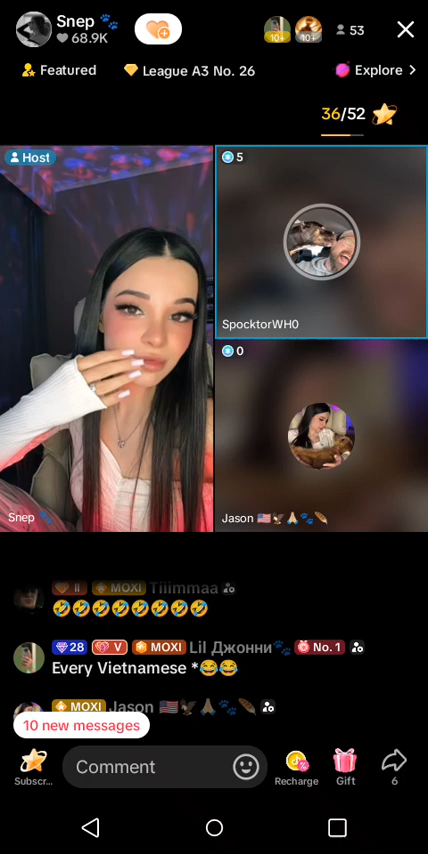 Snep 🐾
68.9K
10+
10+
53
Featured
League A3 No. 26
Explore >
36/52
Host
5
SpocktorWH0
Snep 🐾
0
Jason 🇺🇸🦅🙏🏻🐾🪶
II MOXI Tiiimmaa
🤣🤣🤣🤣🤣🤣🤣🤣
28 V MOXI Lil Джонни🐾 No. 1
Every Vietnamese *😂😂
MOXI Jason 🇺🇸🦅🙏🏻🐾🪶
10 new messages
Subscr...
Comment
Recharge
Gift
6